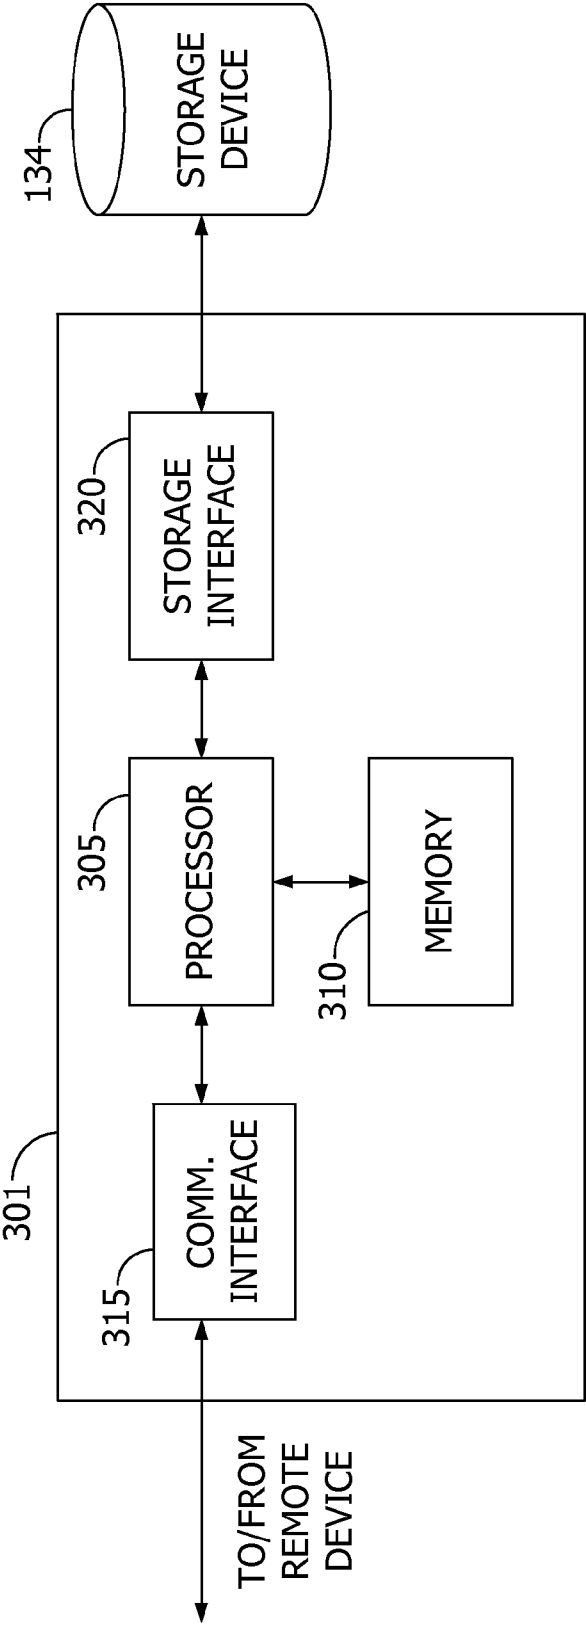 301
315
COMM.
INTERFACE
TO/FROM
REMOTE
DEVICE
305
PROCESSOR
310
MEMORY
320
STORAGE
INTERFACE
134
STORAGE
DEVICE